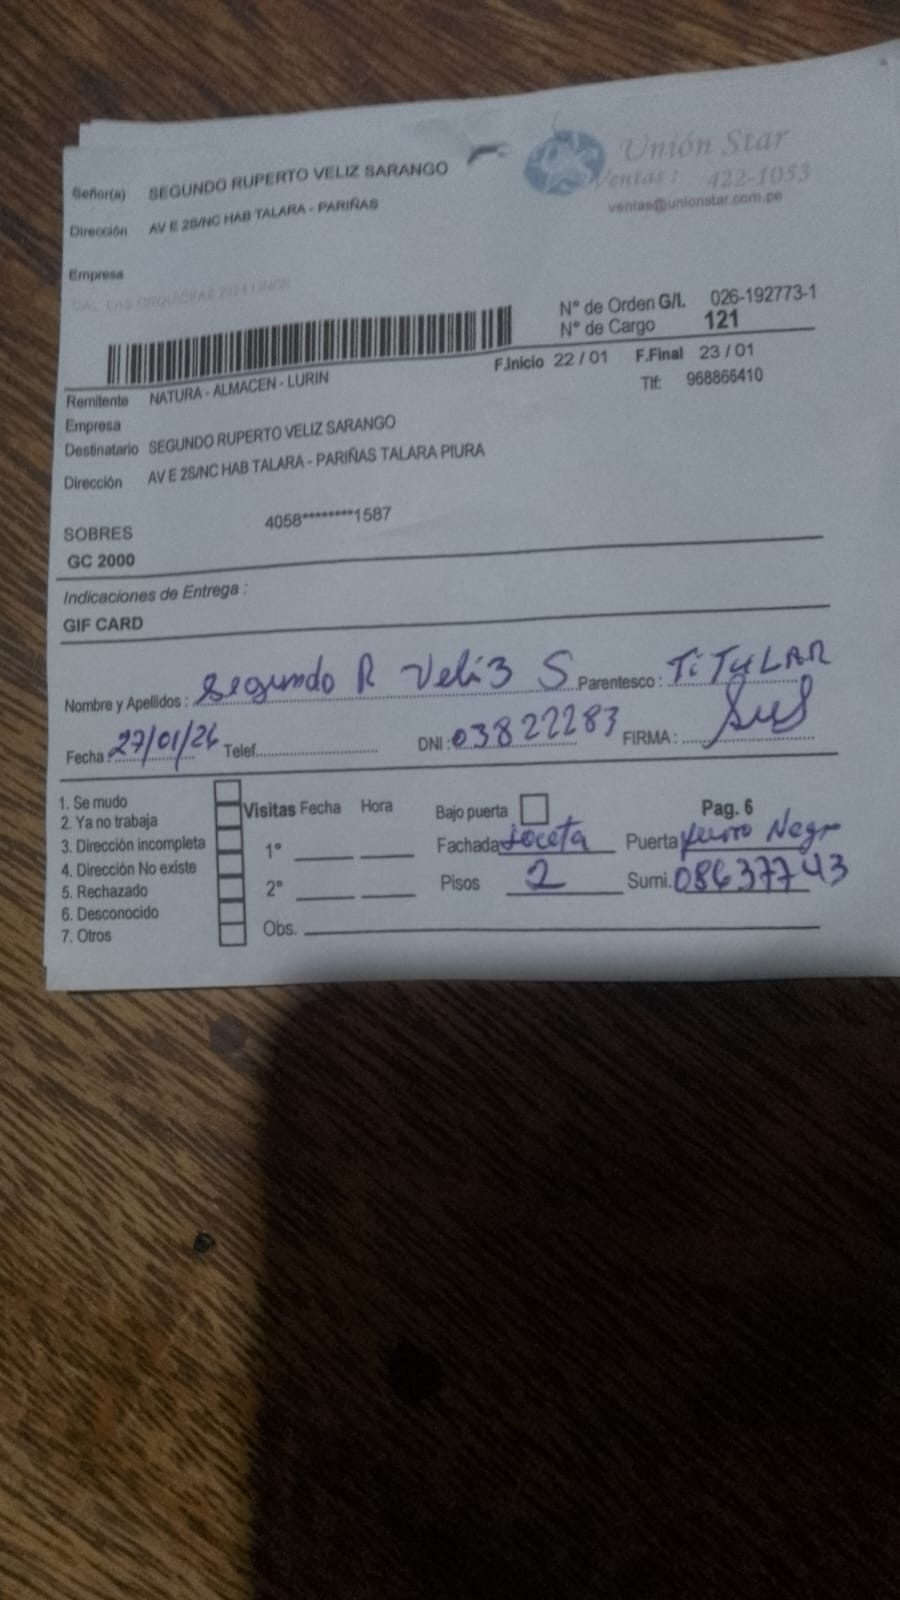 Unión Star
Ventas : 422-1053
ventas@unionstar.com.pe
Señor(a) SEGUNDO RUPERTO VELIZ SARANGO
Dirección AV E 2S/NC HAB TALARA - PARIÑAS
Empresa
CAL LAS ORQUIDEAS
N° de Orden G/I. 026-192773-1
N° de Cargo 121
F.Inicio 22 / 01 F.Final 23 / 01
Tlf: 968866410
Remitente NATURA - ALMACEN - LURIN
Empresa
Destinatario SEGUNDO RUPERTO VELIZ SARANGO
Dirección AV E 2S/NC HAB TALARA - PARIÑAS TALARA PIURA
SOBRES 4058********1587
GC 2000
Indicaciones de Entrega :
GIF CARD
Nombre y Apellidos : Segundo R Veliz S Parentesco : TiTULAR
Fecha : 27/01/26 Telef. DNI : 03822283 FIRMA :
1. Se mudo
2. Ya no trabaja
3. Dirección incompleta
4. Dirección No existe
5. Rechazado
6. Desconocido
7. Otros
Visitas Fecha Hora
1°
2°
Obs.
Bajo puerta Pag. 6
Fachada Loceta Puerta Negr
Pisos 2 Sumi. 08637743